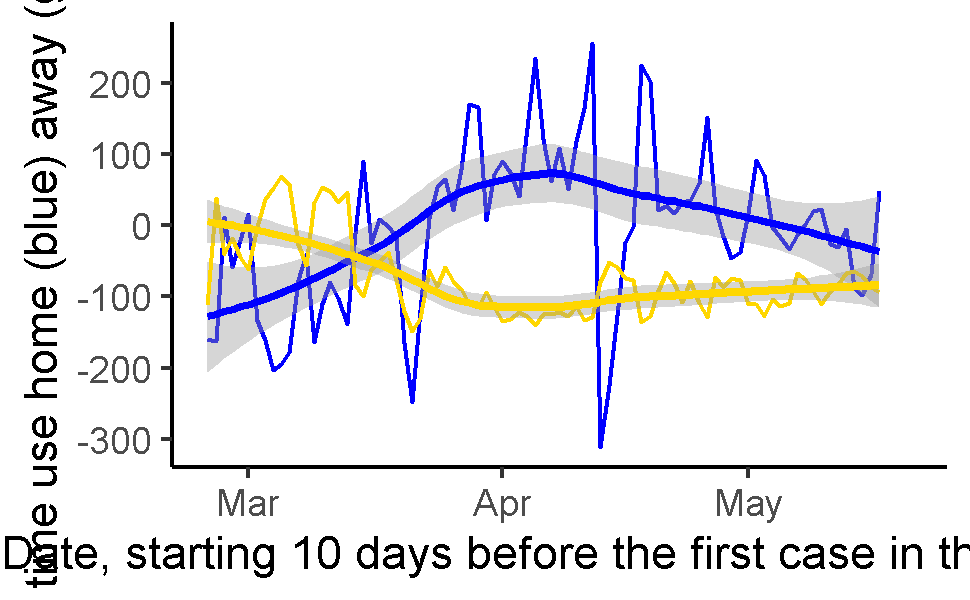 time use home (blue) away (
200
100
0
-100
-200
-300
Mar Apr May
Date, starting 10 days before the first case in th